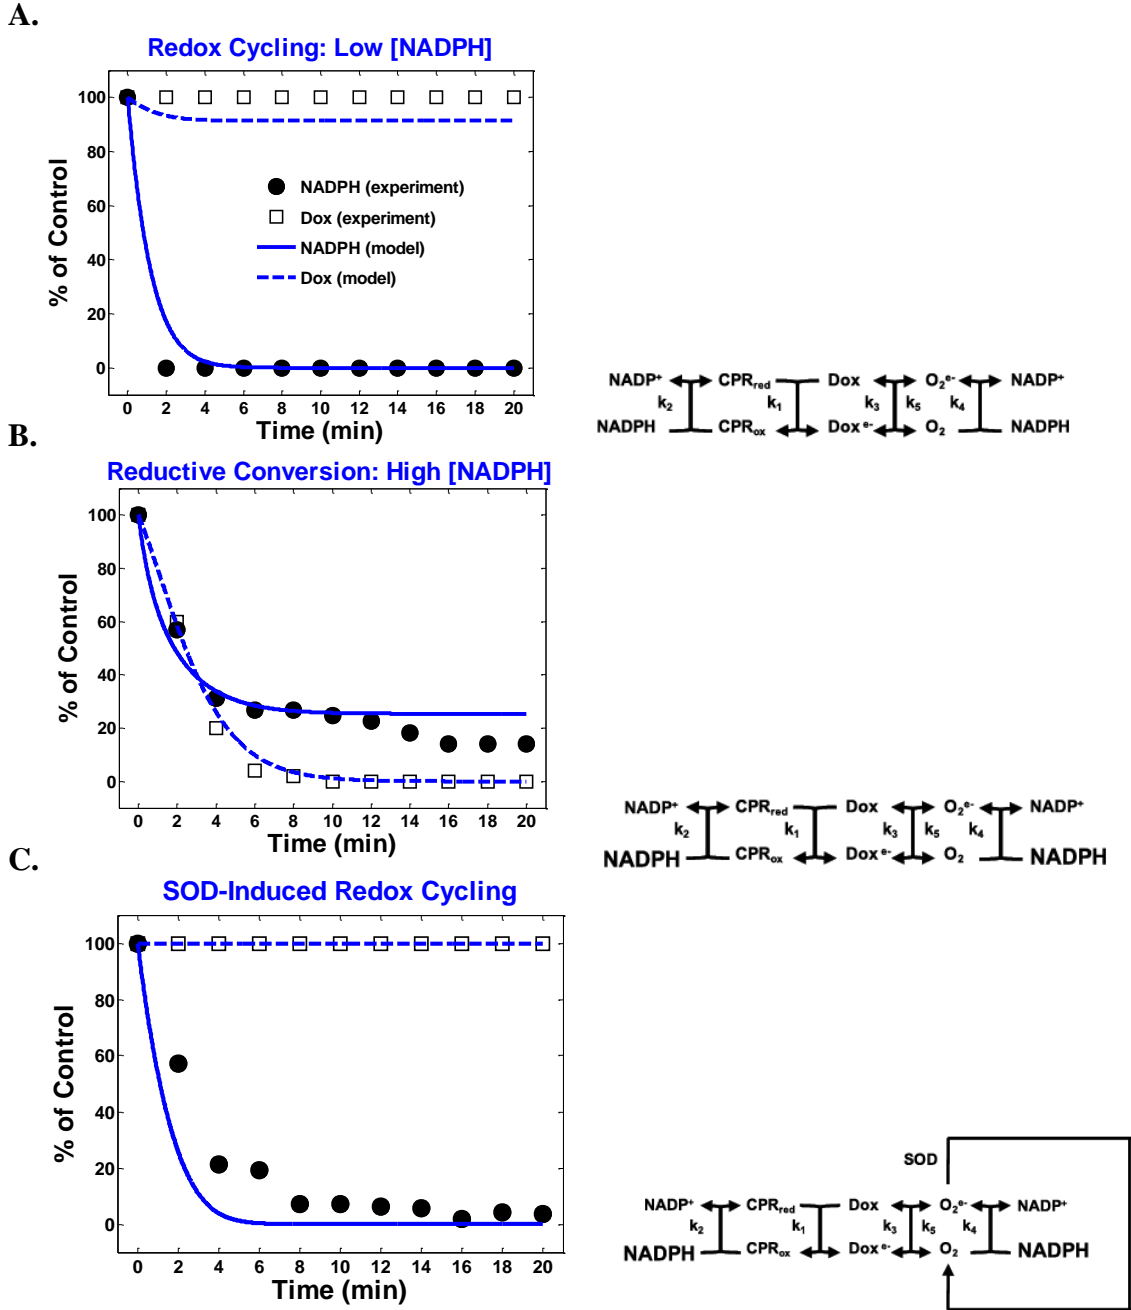 A.
Redox Cycling: Low [NADPH]
% of Control
100
80
60
40
20
0
NADPH (experiment)
Dox (experiment)
NADPH (model)
Dox (model)
0 2 4 6 8 10 12 14 16 18 20
Time (min)
NADP+ CPRred Dox O2e- NADP+
k2 k1 k3 k5 k4
NADPH CPRox Dox e- O2 NADPH
B.
Reductive Conversion: High [NADPH]
% of Control
100
80
60
40
20
0
0 2 4 6 8 10 12 14 16 18 20
Time (min)
NADP+ CPRred Dox O2e- NADP+
k2 k1 k3 k5 k4
NADPH CPRox Dox e- O2 NADPH
C.
SOD-Induced Redox Cycling
% of Control
100
80
60
40
20
0
0 2 4 6 8 10 12 14 16 18 20
Time (min)
SOD
NADP+ CPRred Dox O2e- NADP+
k2 k1 k3 k5 k4
NADPH CPRox Dox e- O2 NADPH